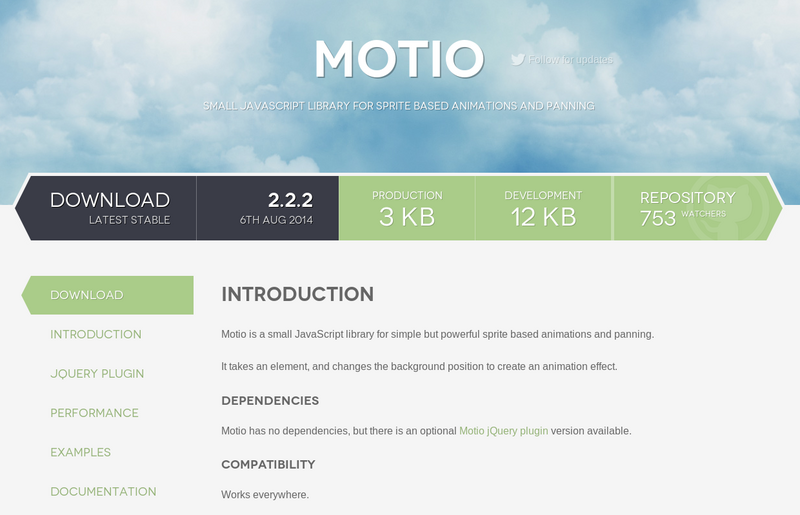 MOTIO
Follow for updates
SMALL JAVASCRIPT LIBRARY FOR SPRITE BASED ANIMATIONS AND PANNING
DOWNLOAD
LATEST STABLE
2.2.2
6TH AUG 2014
PRODUCTION
3 KB
DEVELOPMENT
12 KB
REPOSITORY
753 WATCHERS
DOWNLOAD
INTRODUCTION
JQUERY PLUGIN
PERFORMANCE
EXAMPLES
DOCUMENTATION
INTRODUCTION
Motio is a small JavaScript library for simple but powerful sprite based animations and panning.
It takes an element, and changes the background position to create an animation effect.
DEPENDENCIES
Motio has no dependencies, but there is an optional Motio jQuery plugin version available.
COMPATIBILITY
Works everywhere.